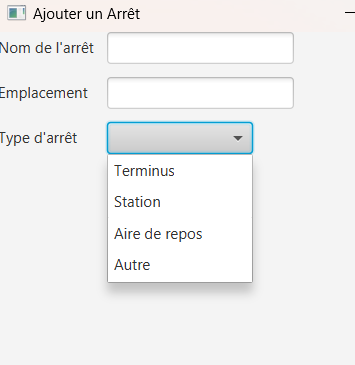 Ajouter un Arrêt
Nom de l'arrêt
Emplacement
Type d'arrêt
Terminus
Station
Aire de repos
Autre